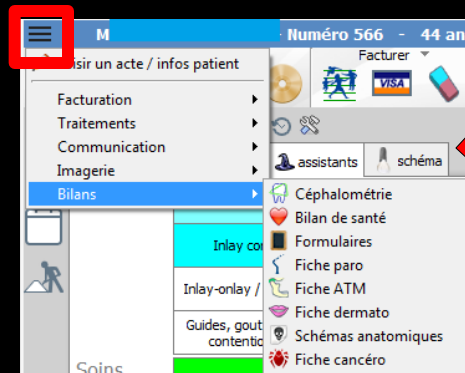 M - Numéro 566 - 44 an
isir un acte / infos patient
Facturer
VISA
Facturation
Traitements
Communication
Imagerie
Bilans
assistants
schéma
Céphalométrie
Bilan de santé
Formulaires
Fiche paro
Fiche ATM
Fiche dermato
Schémas anatomiques
Fiche cancéro
Inlay co
Inlay-onlay /
Guides, gout
contentio
Soins